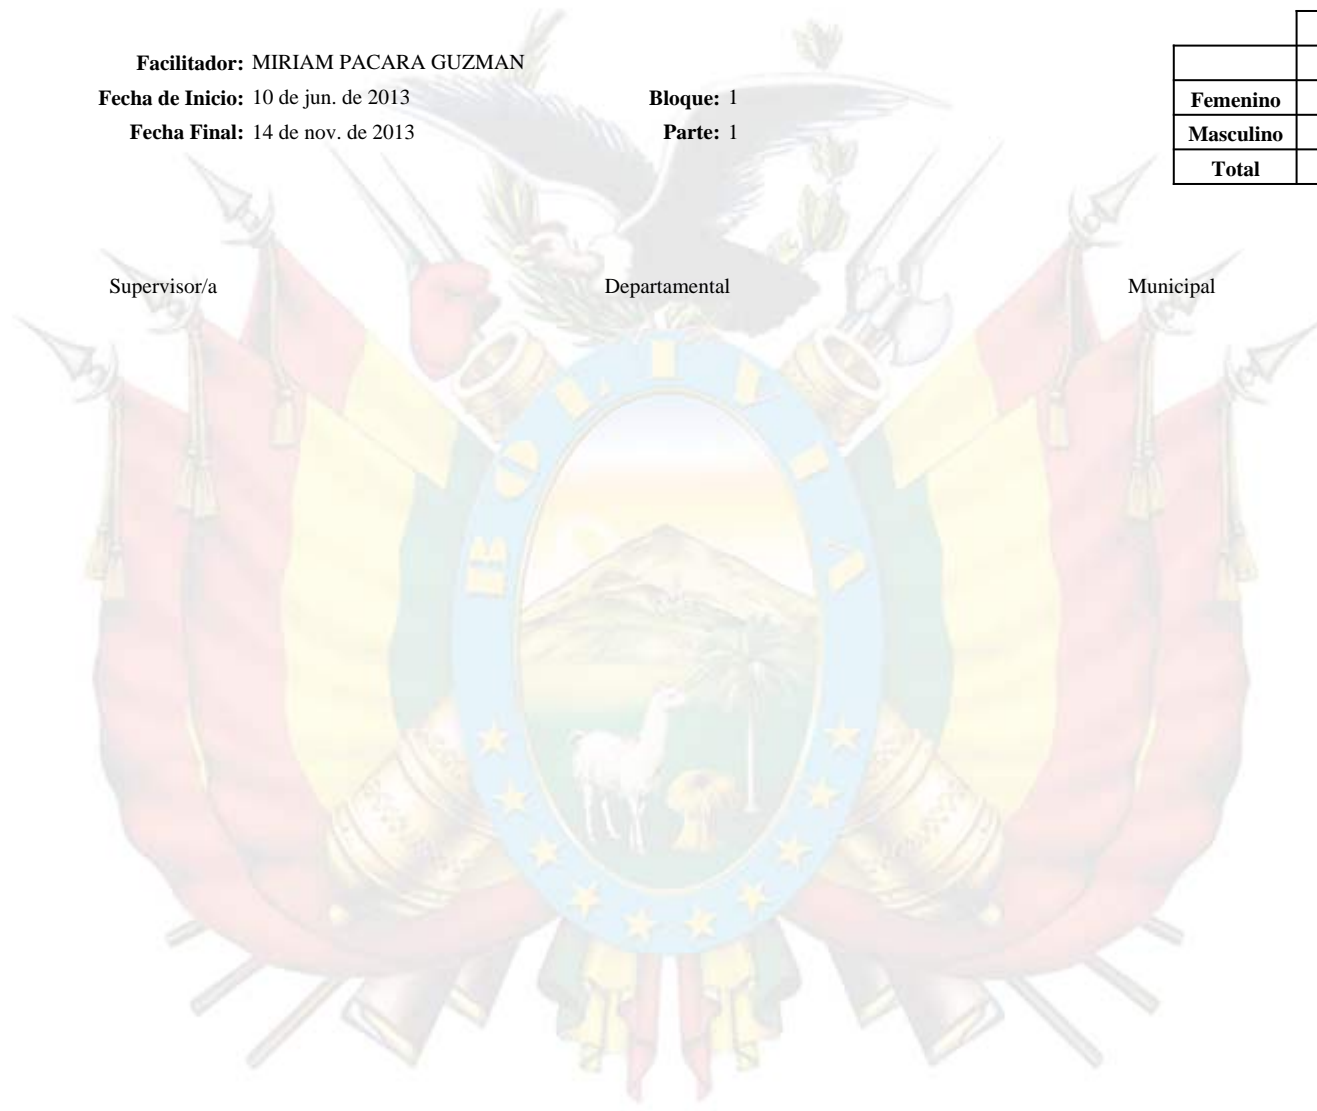 Facilitador: MIRIAM PACARA GUZMAN
Fecha de Inicio: 10 de jun. de 2013 Bloque: 1
Femenino
Fecha Final: 14 de nov. de 2013 Parte: 1
Masculino
Total
Supervisor/a Departamental Municipal
BOLIVIA